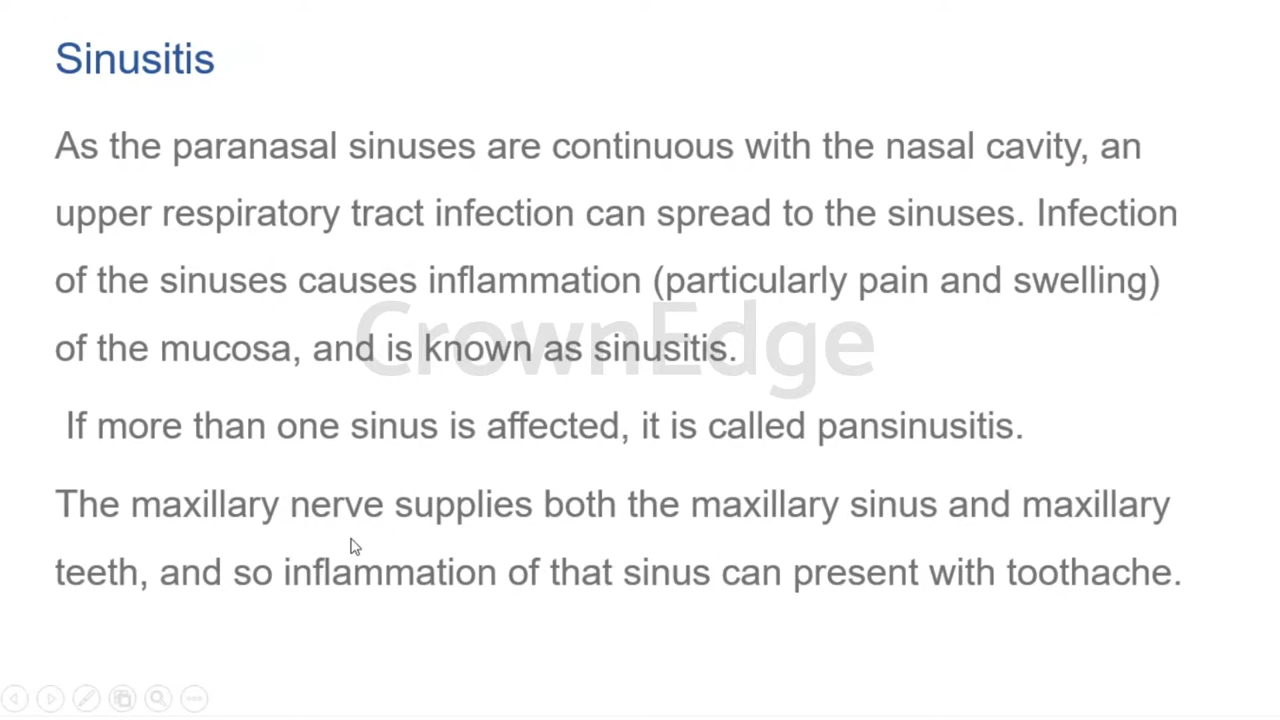 Sinusitis
As the paranasal sinuses are continuous with the nasal cavity, an
upper respiratory tract infection can spread to the sinuses. Infection
of the sinuses causes inflammation (particularly pain and swelling)
of the mucosa, and is known as sinusitis.
CrownEdge
If more than one sinus is affected, it is called pansinusitis.
The maxillary nerve supplies both the maxillary sinus and maxillary
teeth, and so inflammation of that sinus can present with toothache.